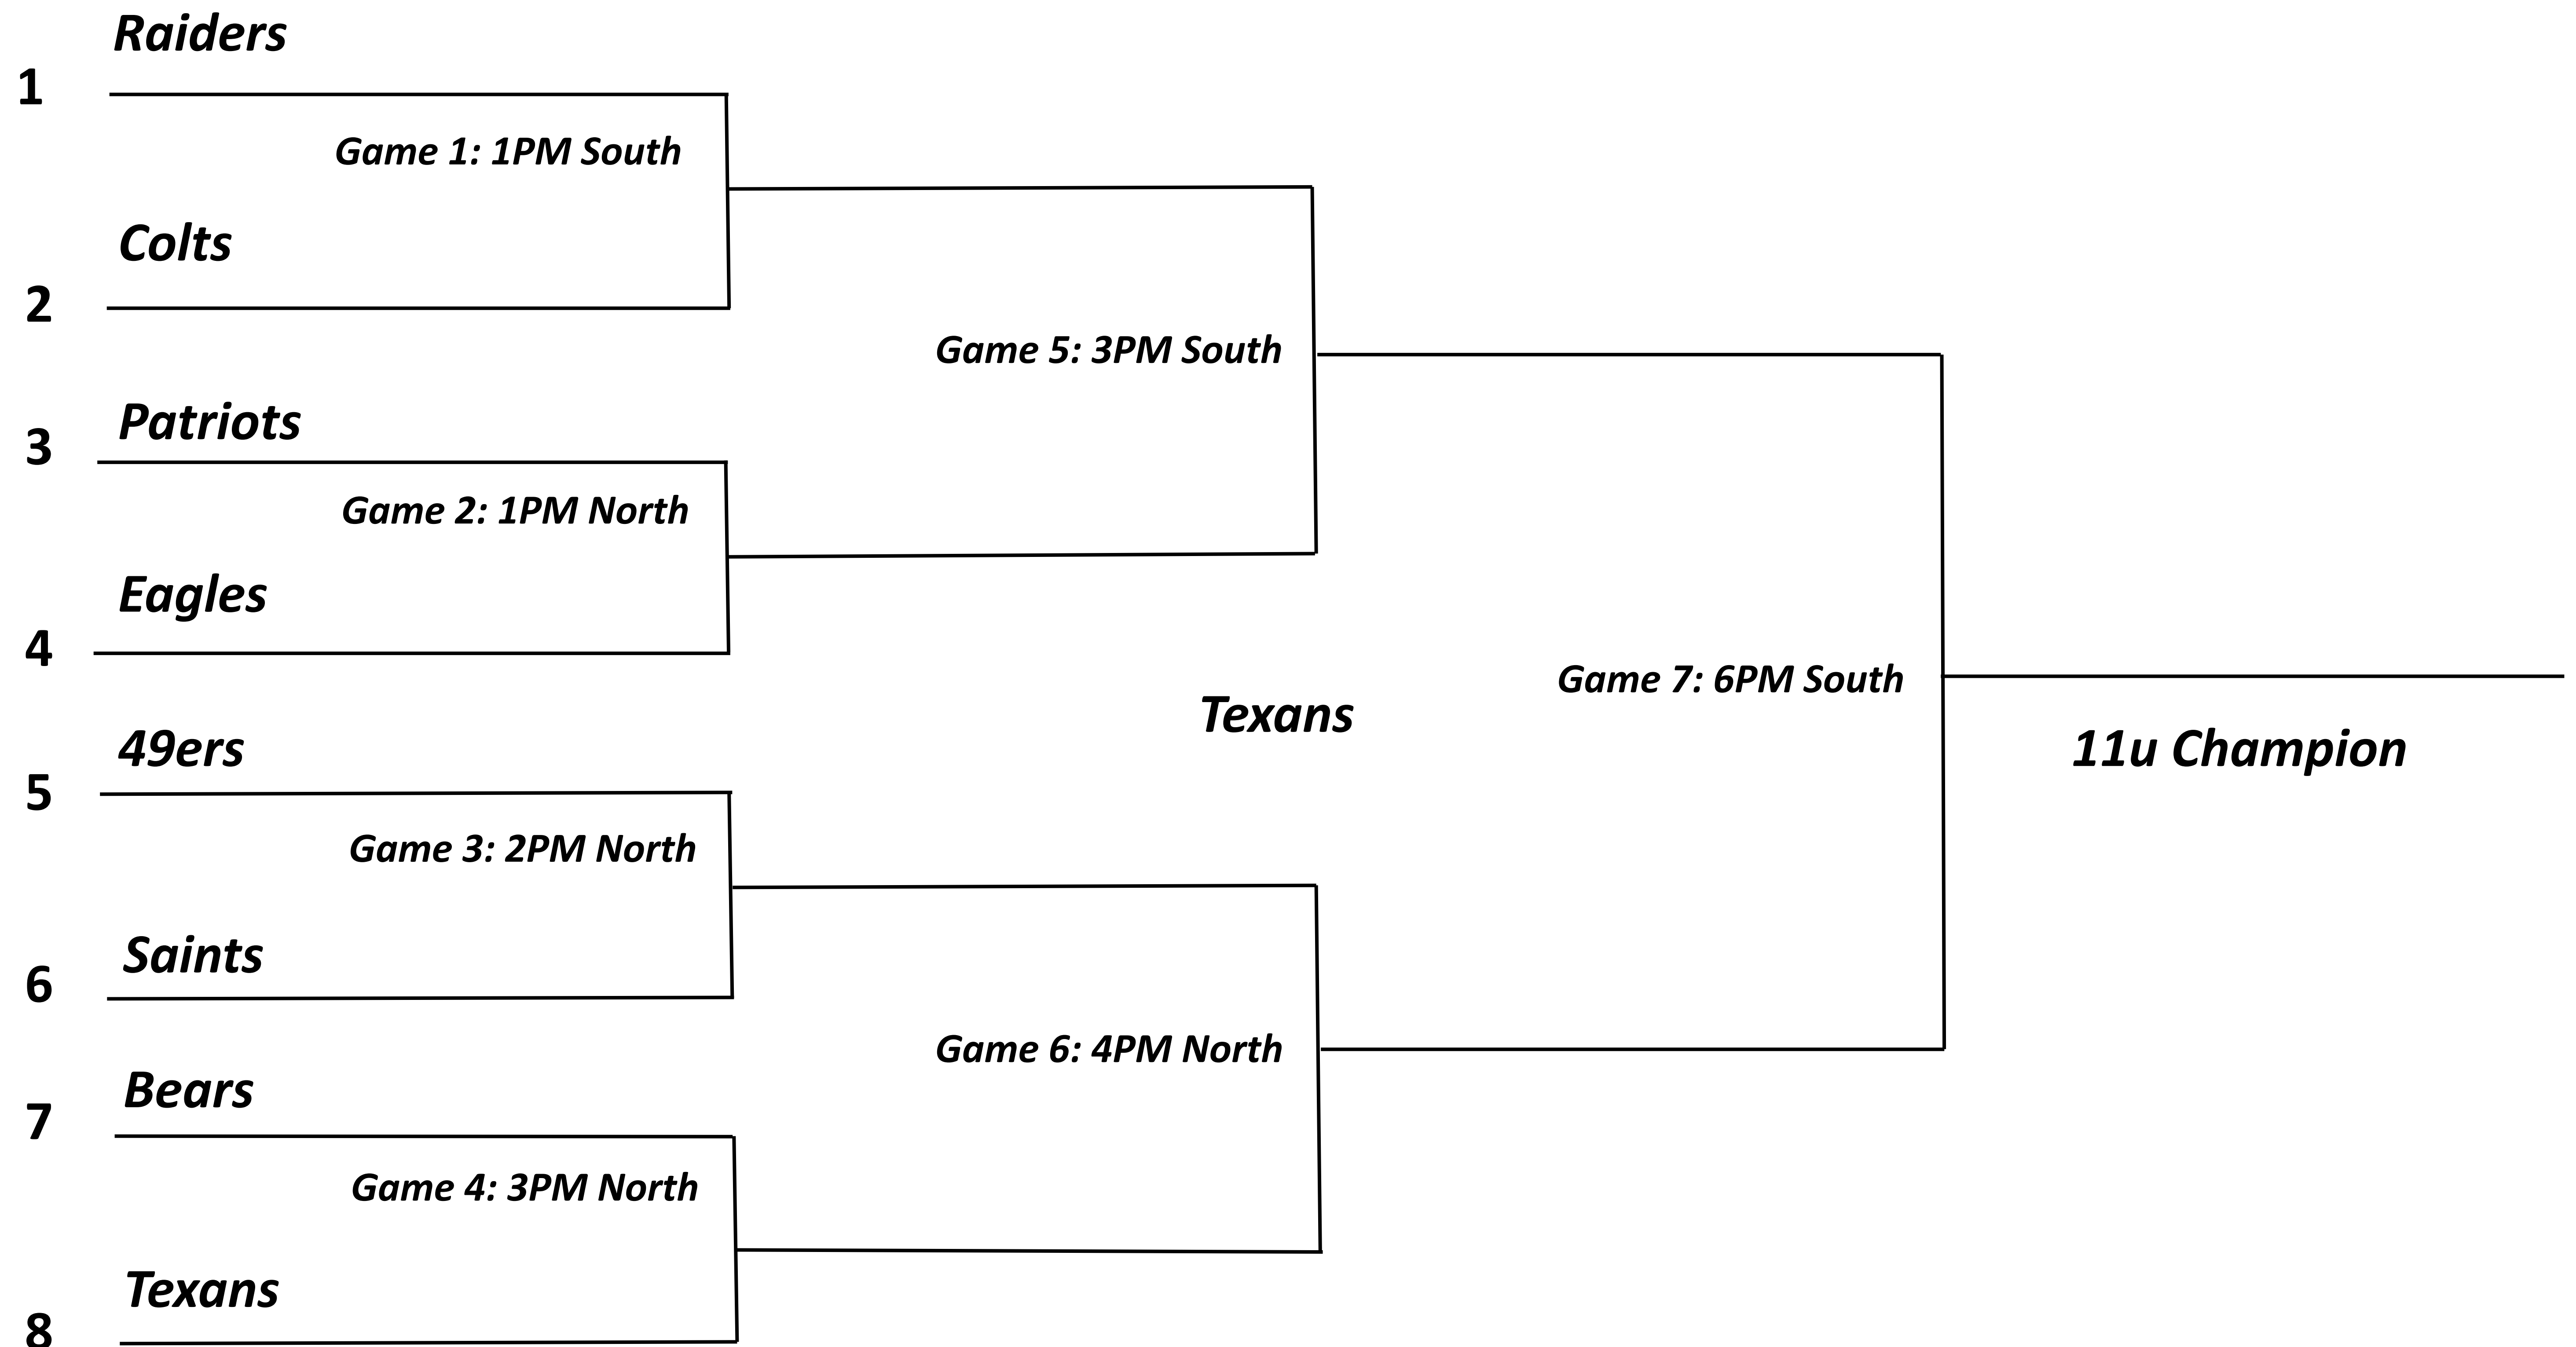 Raiders
1
Game 1: 1PM South
Colts
2
Patriots
3
Game 2: 1PM North
Eagles
4
Game 5: 3PM South
49ers
5
Game 3: 2PM North
Saints
6
Bears
7
Game 4: 3PM North
Texans
8
Game 6: 4PM North
Texans
Game 7: 6PM South
11u Champion